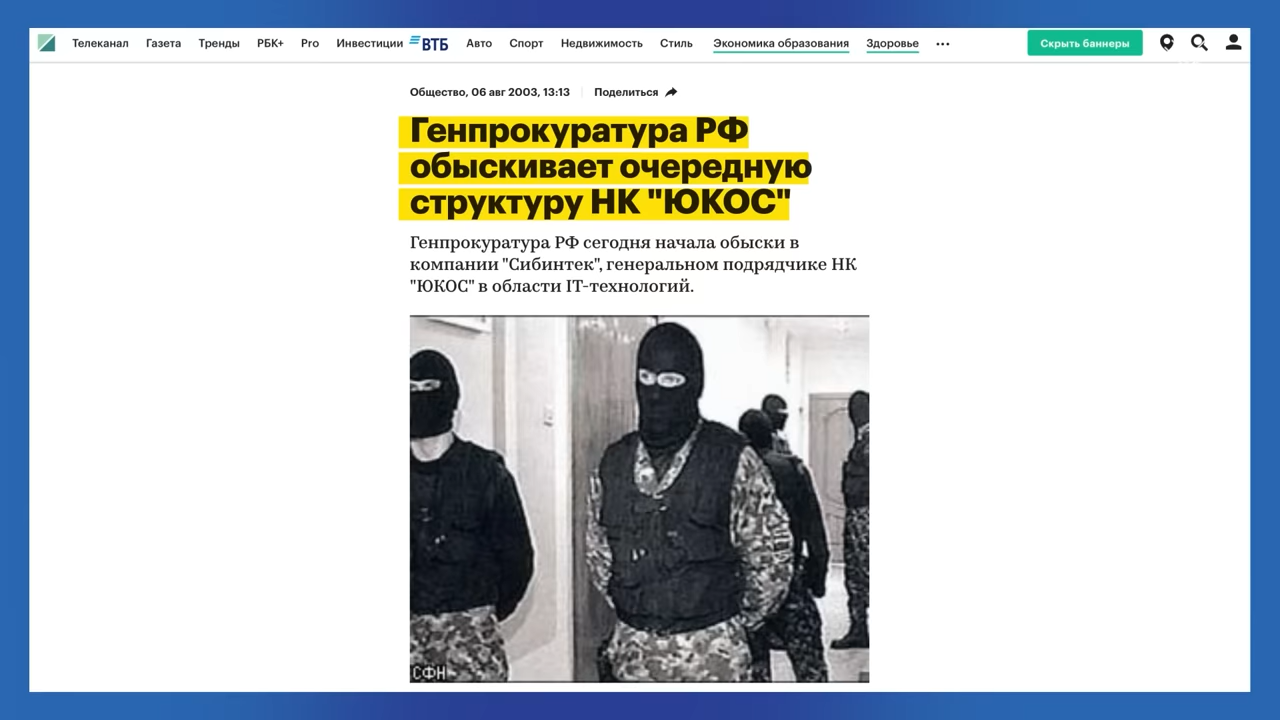 Телеканал Газета Тренды РБК+ Pro Инвестиции ВТБ Авто Спорт Недвижимость Стиль Экономика образования Здоровье ••• Скрыть баннеры
Общество, 06 авг 2003, 13:13 Поделиться
Генпрокуратура РФ
обыскивает очередную
структуру НК "ЮКОС"
Генпрокуратура РФ сегодня начала обыски в
компании "Сибинтек", генеральном подрядчике НК
"ЮКОС" в области IT-технологий.
СФН